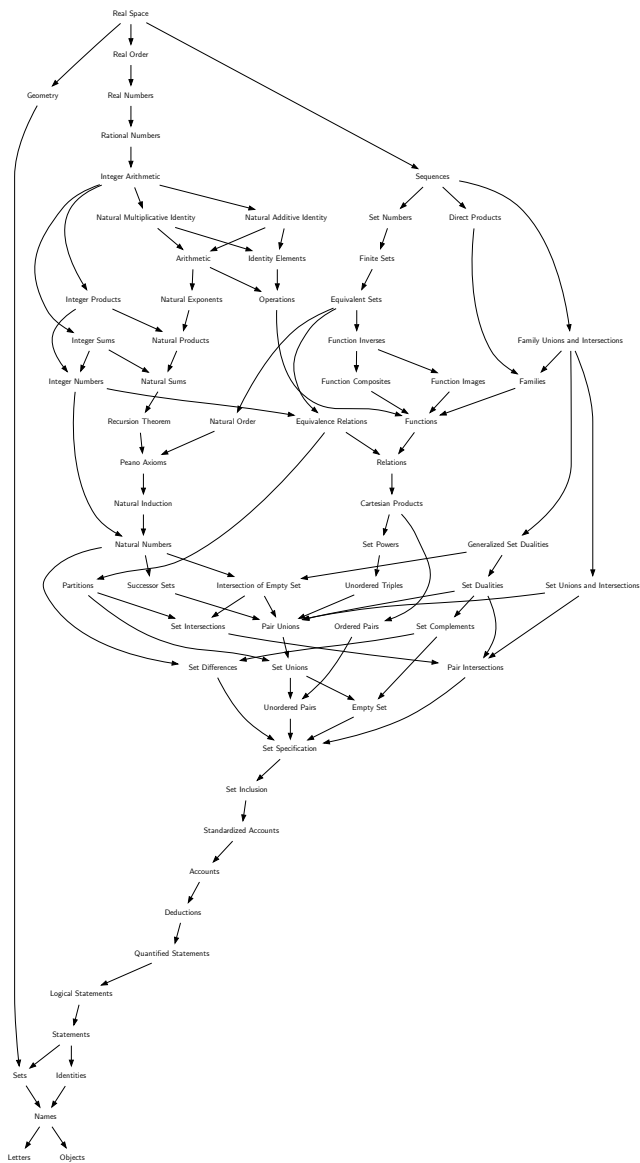 Real Space
Real Order
Geometry
Real Numbers
Rational Numbers
Integer Arithmetic
Sequences
Natural Multiplicative Identity
Natural Additive Identity
Set Numbers
Direct Products
Arithmetic
Identity Elements
Finite Sets
Integer Products
Natural Exponents
Operations
Equivalent Sets
Integer Sums
Natural Products
Function Inverses
Family Unions and Intersections
Integer Numbers
Natural Sums
Function Composites
Function Images
Families
Recursion Theorem
Natural Order
Equivalence Relations
Functions
Peano Axioms
Relations
Natural Induction
Cartesian Products
Natural Numbers
Set Powers
Generalized Set Dualities
Partitions
Successor Sets
Intersection of Empty Set
Unordered Triples
Set Dualities
Set Unions and Intersections
Set Intersections
Pair Unions
Ordered Pairs
Set Complements
Set Differences
Set Unions
Pair Intersections
Unordered Pairs
Empty Set
Set Specification
Set Inclusion
Standardized Accounts
Accounts
Deductions
Quantified Statements
Logical Statements
Statements
Sets
Identities
Names
Letters
Objects